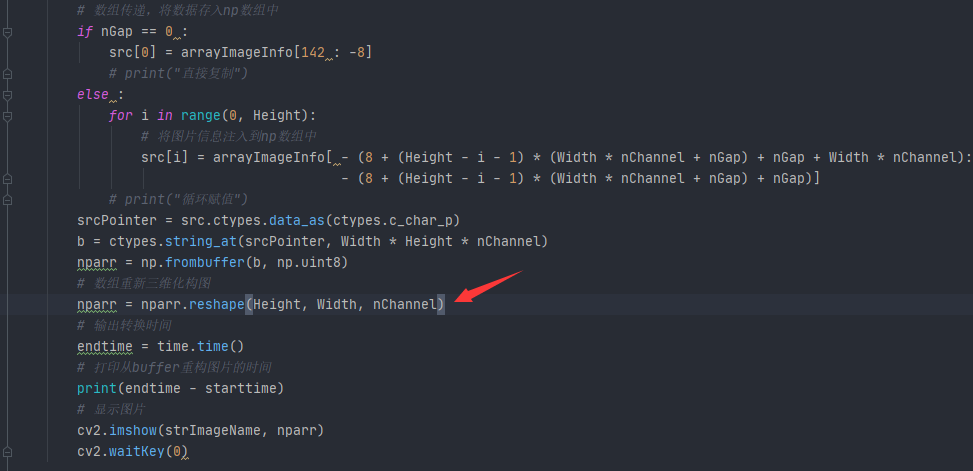 # 数组传递，将数据存入np数组中
if nGap == 0 :
src[0] = arrayImageInfo[142 : -8]
# print("直接复制")
else :
for i in range(0, Height):
# 将图片信息注入到np数组中
src[i] = arrayImageInfo[ - (8 + (Height - i - 1) * (Width * nChannel + nGap) + nGap + Width * nChannel):
- (8 + (Height - i - 1) * (Width * nChannel + nGap) + nGap)]
# print("循环赋值")
srcPointer = src.ctypes.data_as(ctypes.c_char_p)
b = ctypes.string_at(srcPointer, Width * Height * nChannel)
nparr = np.frombuffer(b, np.uint8)
# 数组重新三维化构图
nparr = nparr.reshape(Height, Width, nChannel)
# 输出转换时间
endtime = time.time()
# 打印从buffer重构图片的时间
print(endtime - starttime)
# 显示图片
cv2.imshow(strImageName, nparr)
cv2.waitKey(0)